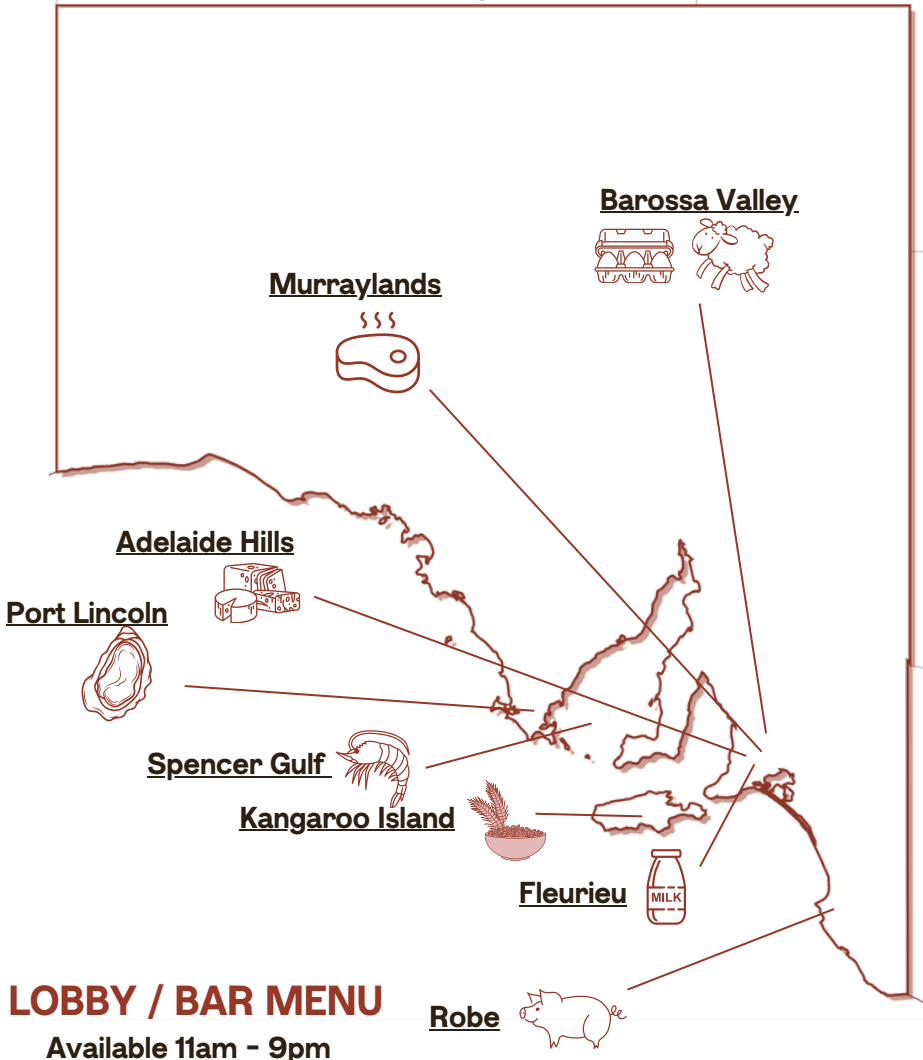 Barossa Valley
Murraylands
Adelaide Hills
Port Lincoln
Spencer Gulf
Kangaroo Island
Fleurieu
MILK
LOBBY / BAR MENU
Robe
Available 11am - 9pm